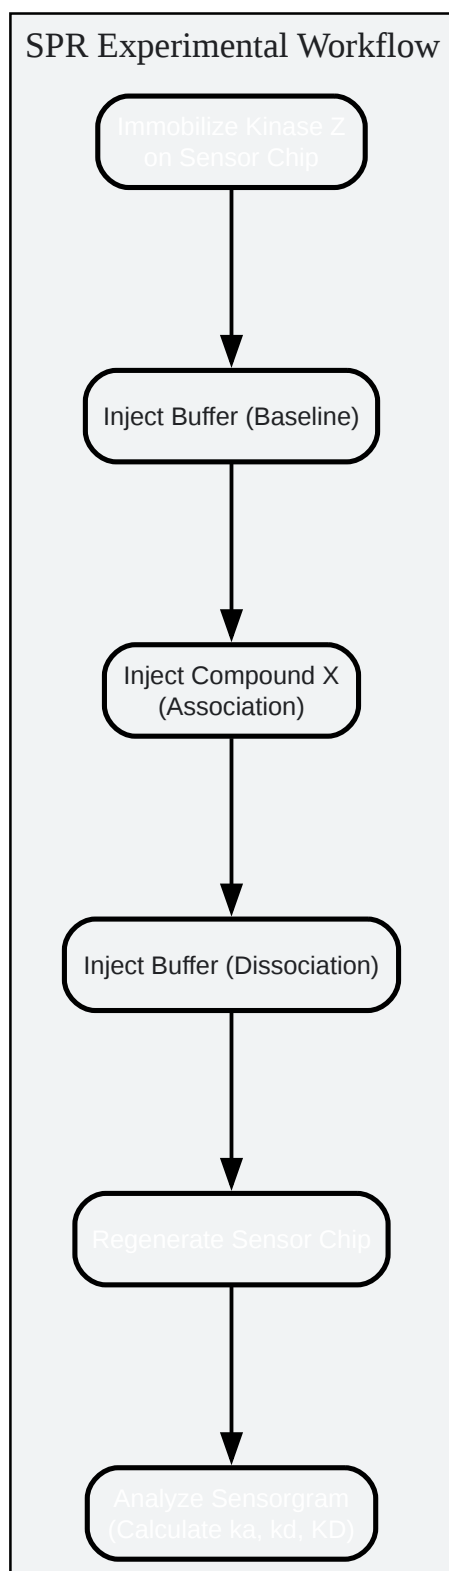 SPR Experimental Workflow
Immobilize Kinase Z
on Sensor Chip
Inject Buffer (Baseline)
Inject Compound X
(Association)
Inject Buffer (Dissociation)
Regenerate Sensor Chip
Analyze Sensorgram
(Calculate ka, kd, KD)